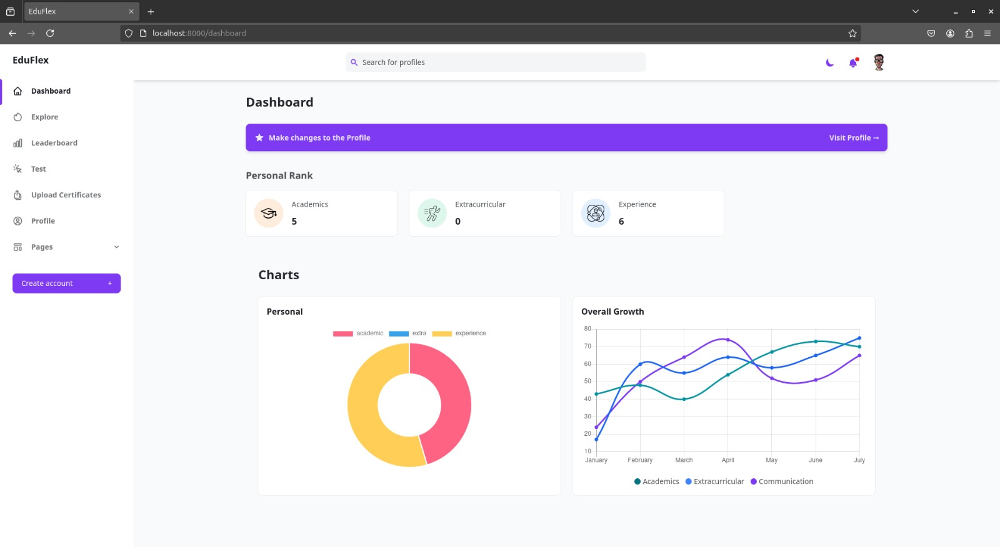 EduFlex
localhost:8000/dashboard
EduFlex
Search for profiles
Dashboard
Explore
Leaderboard
Test
Upload Certificates
Profile
Pages
Create account +
Dashboard
Make changes to the Profile Visit Profile →
Personal Rank
Academics
5
Extracurricular
0
Experience
6
Charts
Personal
academic extra experience
Overall Growth
80
70
60
50
40
30
20
10
January February March April May June July
Academics Extracurricular Communication